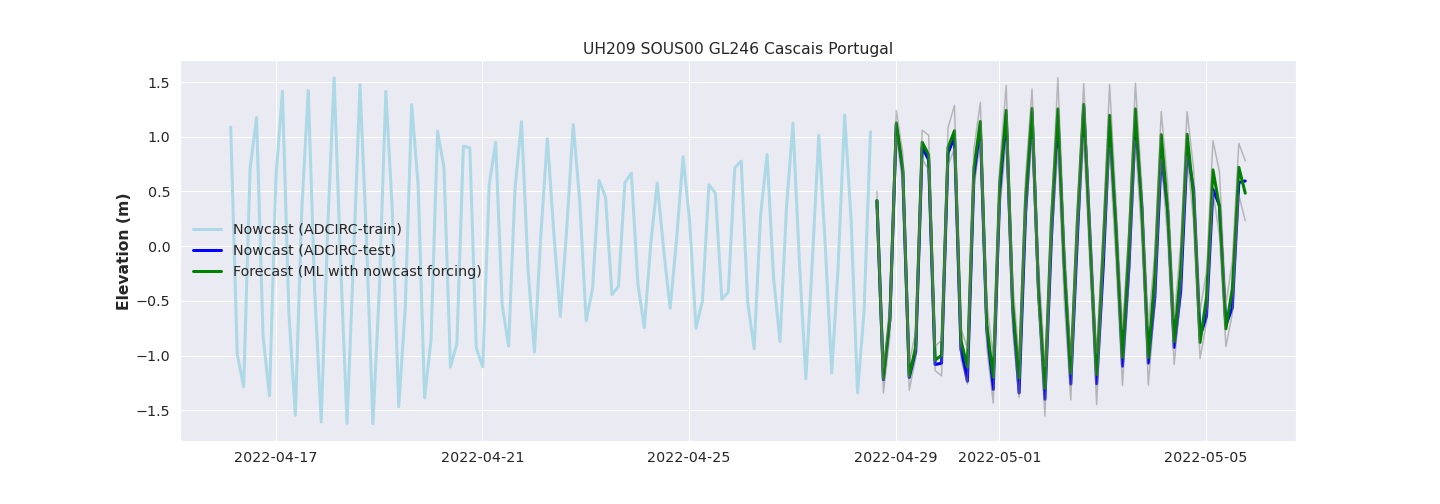 UH209 SOUS00 GL246 Cascais Portugal
Elevation (m)
1.5
1.0
0.5
0.0
−0.5
−1.0
−1.5
Nowcast (ADCIRC-train)
Nowcast (ADCIRC-test)
Forecast (ML with nowcast forcing)
2022-04-17 2022-04-21 2022-04-25 2022-04-29 2022-05-01 2022-05-05